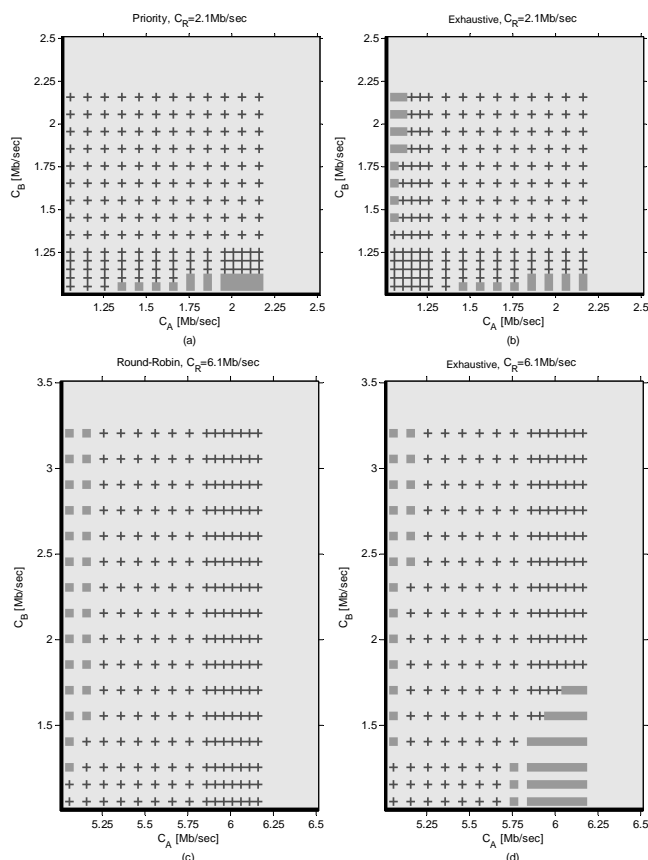 Priority, C_R=2.1Mb/sec
2.5
2.25
2
1.75
1.5
1.25
C_B [Mb/sec]
1.25
1.5
1.75
2
2.25
2.5
C_A [Mb/sec]
(a)
Exhaustive, C_R=2.1Mb/sec
2.5
2.25
2
1.75
1.5
1.25
C_B [Mb/sec]
1.25
1.5
1.75
2
2.25
2.5
C_A [Mb/sec]
(b)
Round-Robin, C_R=6.1Mb/sec
3.5
3
2.5
2
1.5
C_B [Mb/sec]
5.25
5.5
5.75
6
6.25
6.5
C_A [Mb/sec]
(c)
Exhaustive, C_R=6.1Mb/sec
3.5
3
2.5
2
1.5
C_B [Mb/sec]
5.25
5.5
5.75
6
6.25
6.5
C_A [Mb/sec]
(d)